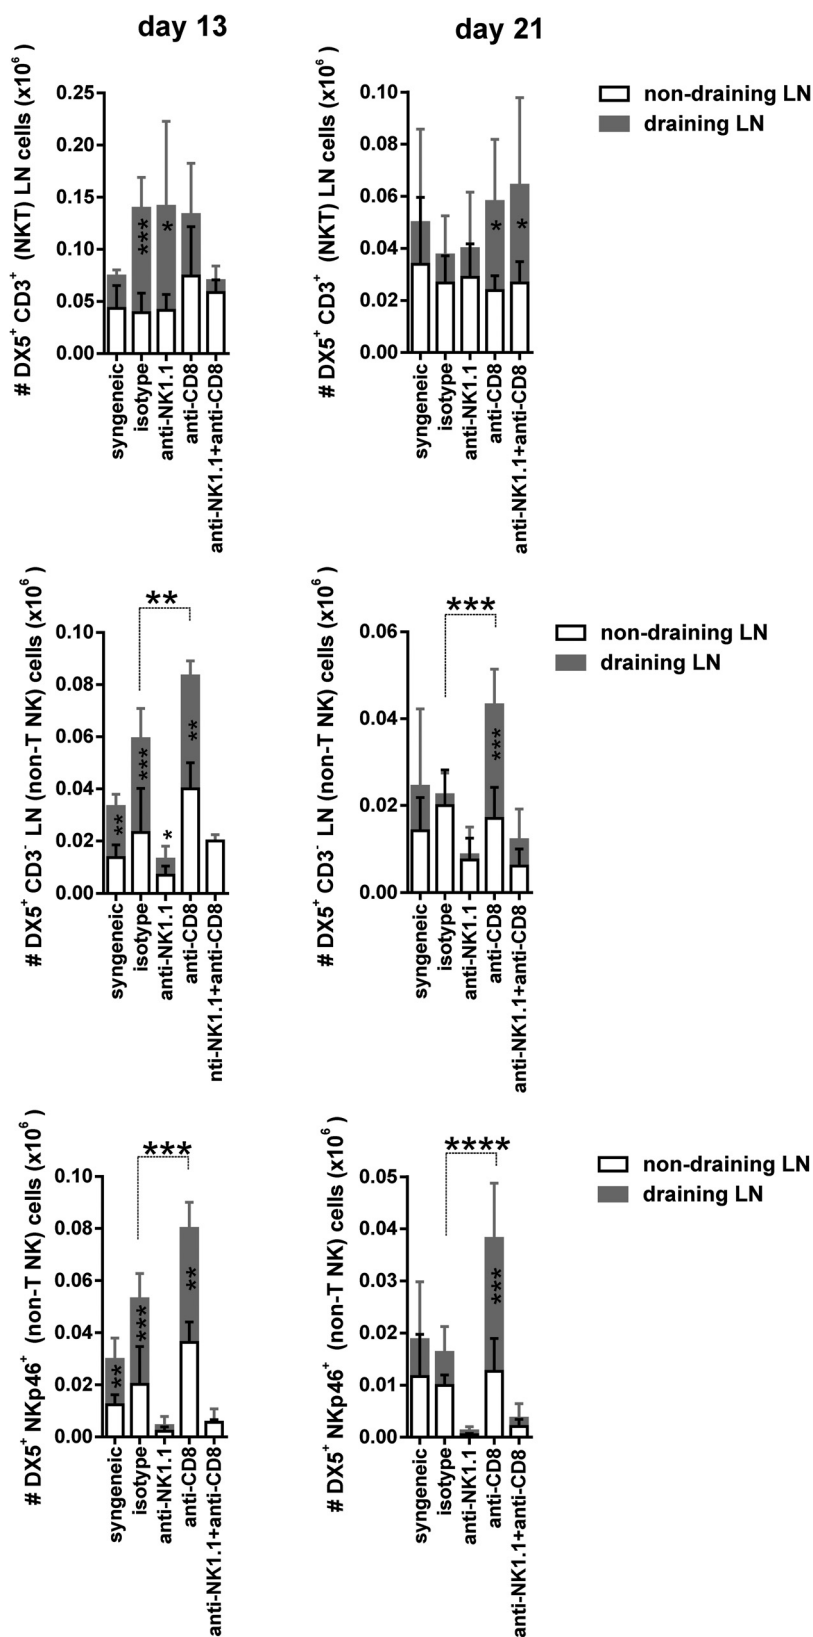 day 13
day 21
# DX5⁺ CD3⁺ (NKT) LN cells (x10⁶)
0.25
0.20
0.15
0.10
0.05
0.00
***
*
syngeneic
isotype
anti-NK1.1
anti-CD8
anti-NK1.1+anti-CD8
# DX5⁺ CD3⁺ (NKT) LN cells (x10⁶)
0.10
0.08
0.06
0.04
0.02
0.00
*
*
syngeneic
isotype
anti-NK1.1
anti-CD8
anti-NK1.1+anti-CD8
non-draining LN
draining LN
# DX5⁺ CD3⁻ LN (non-T NK) cells (x10⁶)
0.10
0.08
0.06
0.04
0.02
0.00
**
**
***
*
**
syngeneic
isotype
anti-NK1.1
anti-CD8
nti-NK1.1+anti-CD8
# DX5⁺ CD3⁻ LN (non-T NK) cells (x10⁶)
0.06
0.04
0.02
0.00
***
***
syngeneic
isotype
anti-NK1.1
anti-CD8
anti-NK1.1+anti-CD8
non-draining LN
draining LN
# DX5⁺ NKp46⁺ (non-T NK) cells (x10⁶)
0.10
0.08
0.06
0.04
0.02
0.00
***
**
***
**
syngeneic
isotype
anti-NK1.1
anti-CD8
anti-NK1.1+anti-CD8
# DX5⁺ NKp46⁺ (non-T NK) cells (x10⁶)
0.05
0.04
0.03
0.02
0.01
0.00
****
***
syngeneic
isotype
anti-NK1.1
anti-CD8
anti-NK1.1+anti-CD8
non-draining LN
draining LN